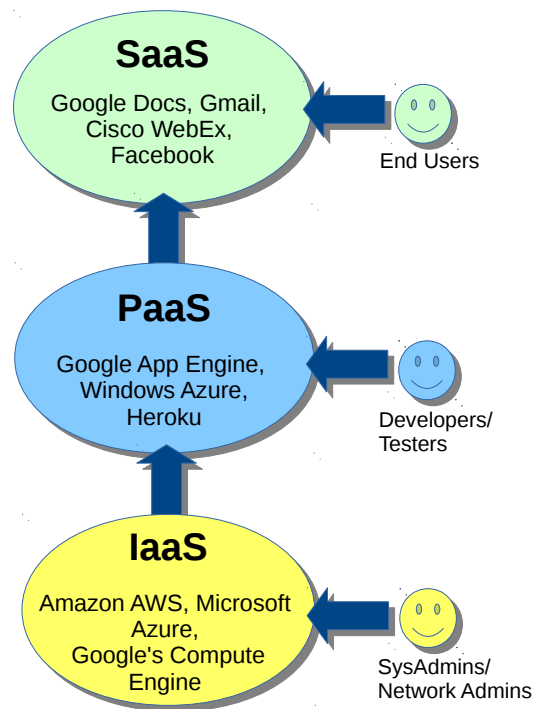 SaaS
Google Docs, Gmail,
Cisco WebEx,
Facebook
End Users
PaaS
Google App Engine,
Windows Azure,
Heroku
Developers/
Testers
IaaS
Amazon AWS, Microsoft
Azure,
Google's Compute
Engine
SysAdmins/
Network Admins